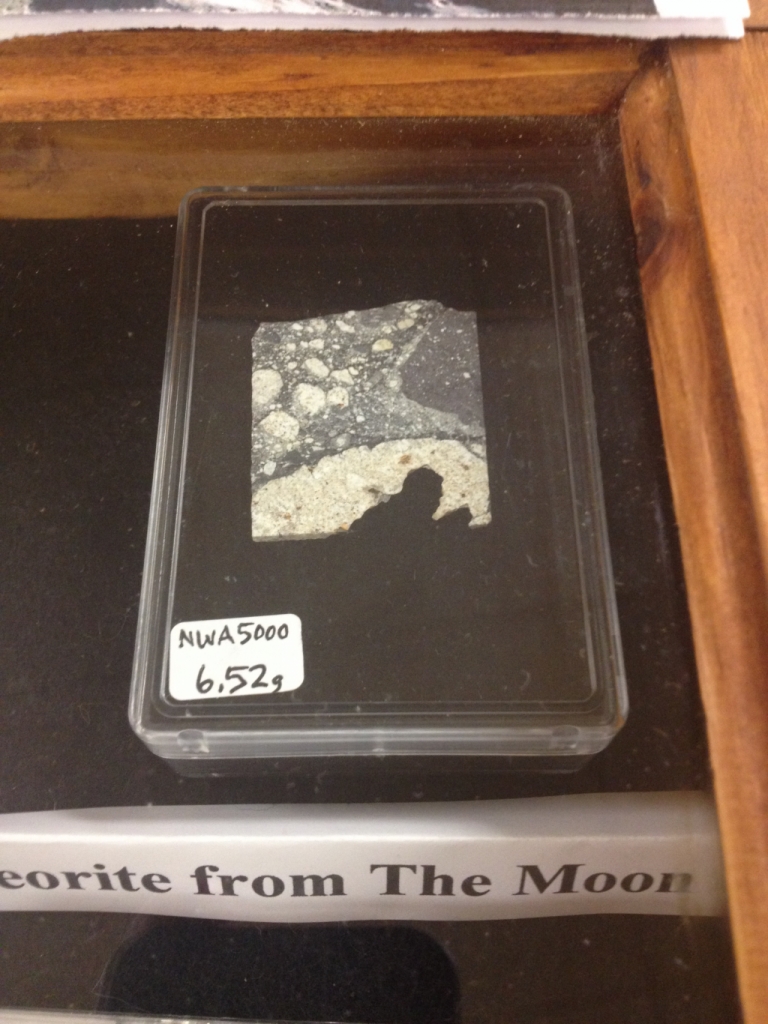 NWA5000
6.52g
eorite from The Moon